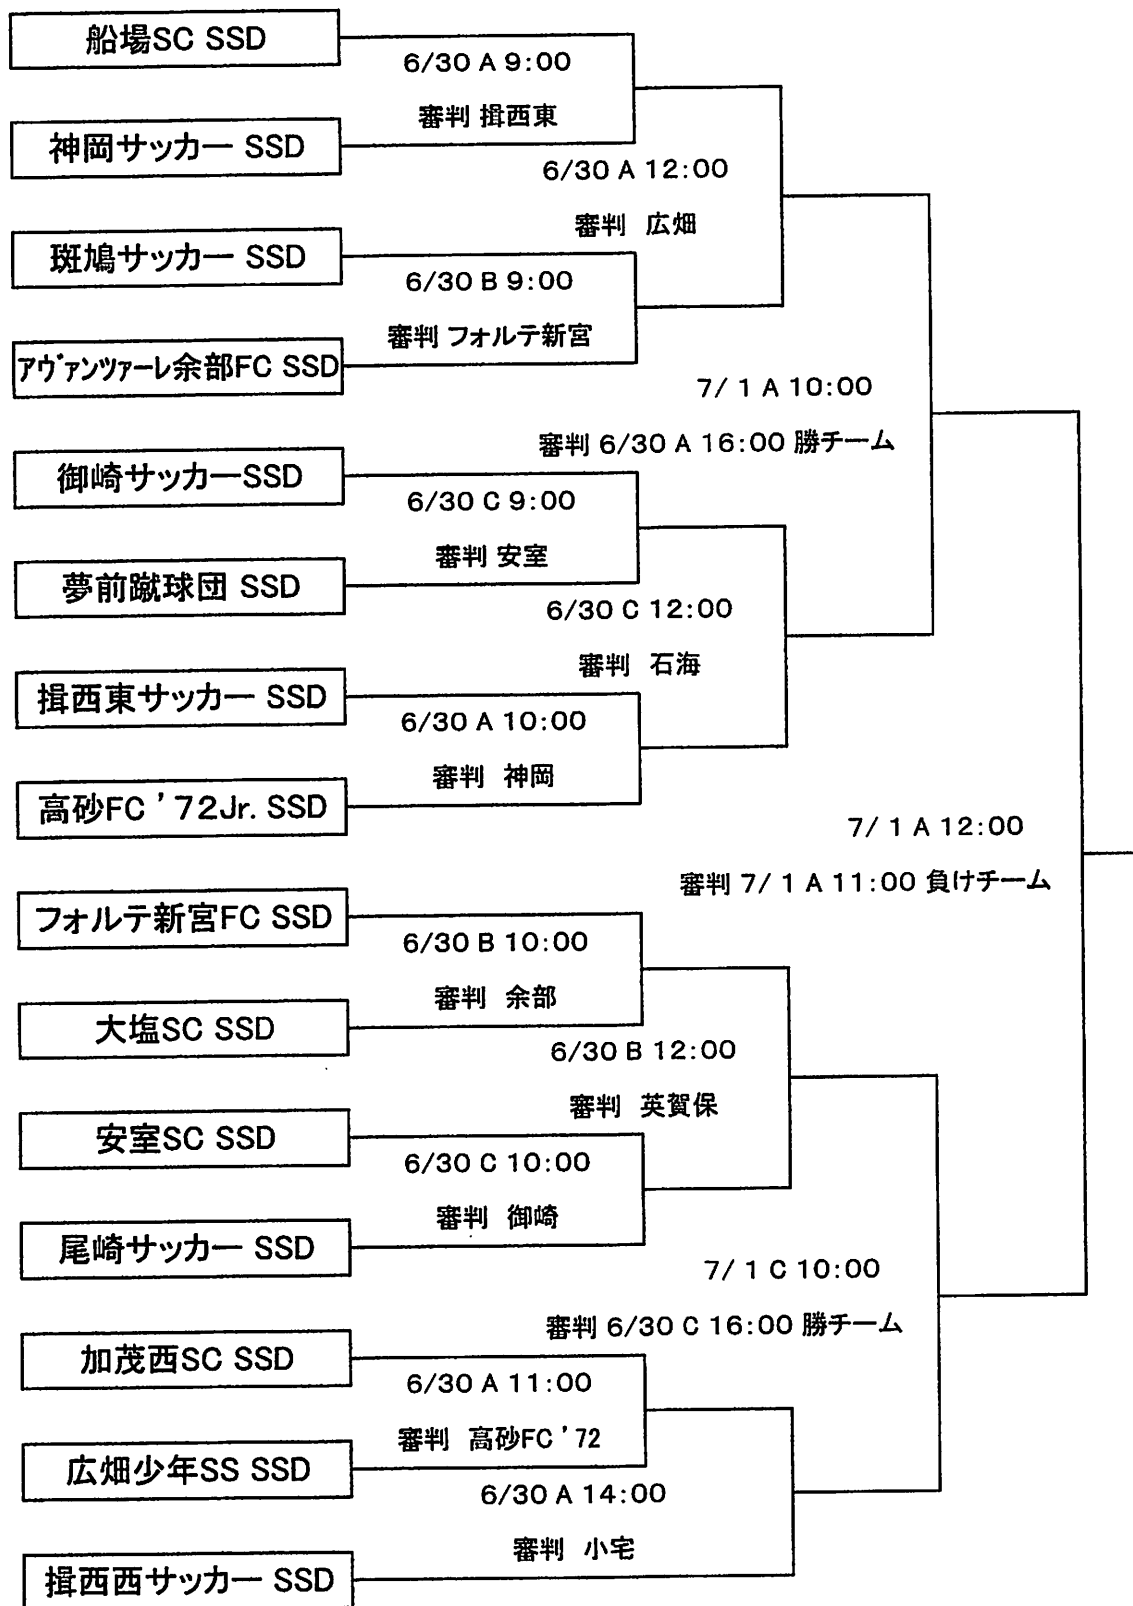 船場SC SSD
6/30 A 9:00
審判 揖西東
神岡サッカー SSD
6/30 A 12:00
審判 広畑
斑鳩サッカー SSD
6/30 B 9:00
審判 フォルテ新宮
アヴァンツァーレ余部FC SSD
7/ 1 A 10:00
審判 6/30 A 16:00 勝チーム
御崎サッカーSSD
6/30 C 9:00
審判 安室
夢前蹴球団 SSD
6/30 C 12:00
審判 石海
揖西東サッカー SSD
6/30 A 10:00
審判 神岡
高砂FC ’72Jr. SSD
7/ 1 A 12:00
審判 7/ 1 A 11:00 負けチーム
フォルテ新宮FC SSD
6/30 B 10:00
審判 余部
大塩SC SSD
6/30 B 12:00
審判 英賀保
安室SC SSD
6/30 C 10:00
審判 御崎
尾崎サッカー SSD
7/ 1 C 10:00
審判 6/30 C 16:00 勝チーム
加茂西SC SSD
6/30 A 11:00
審判 高砂FC ’72
広畑少年SS SSD
6/30 A 14:00
審判 小宅
揖西西サッカー SSD